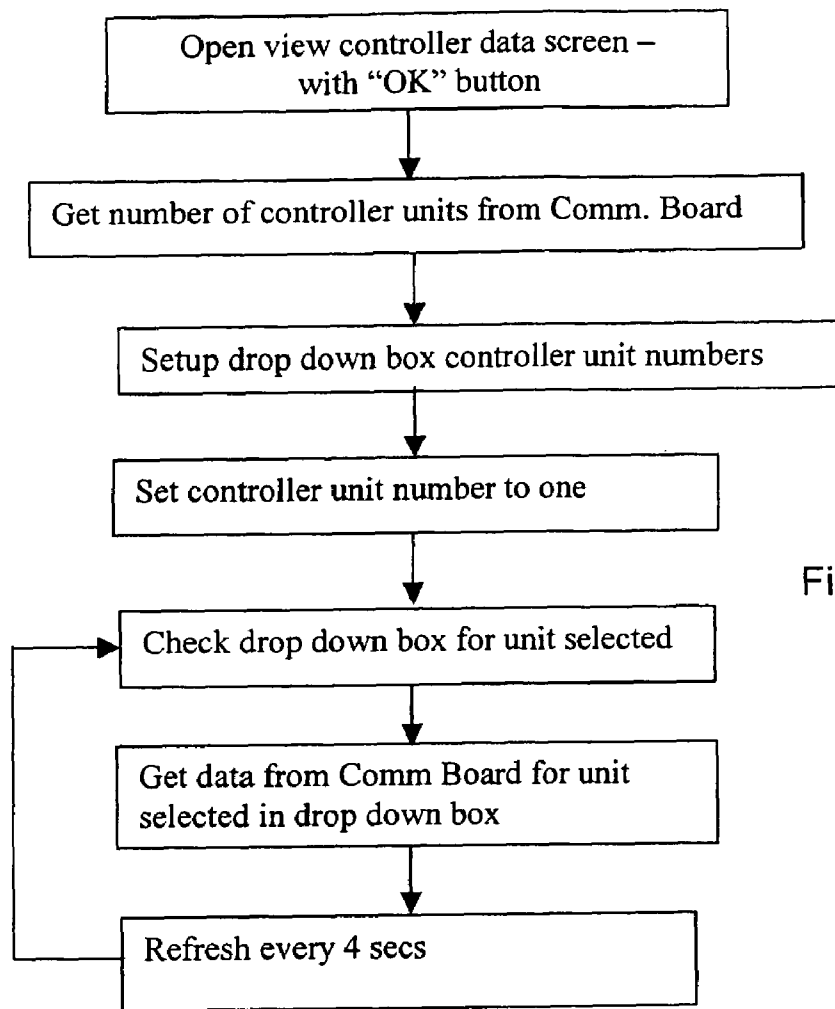 Open view controller data screen –
with “OK” button
Get number of controller units from Comm. Board
Setup drop down box controller unit numbers
Set controller unit number to one
Fi
Check drop down box for unit selected
Get data from Comm Board for unit
selected in drop down box
Refresh every 4 secs